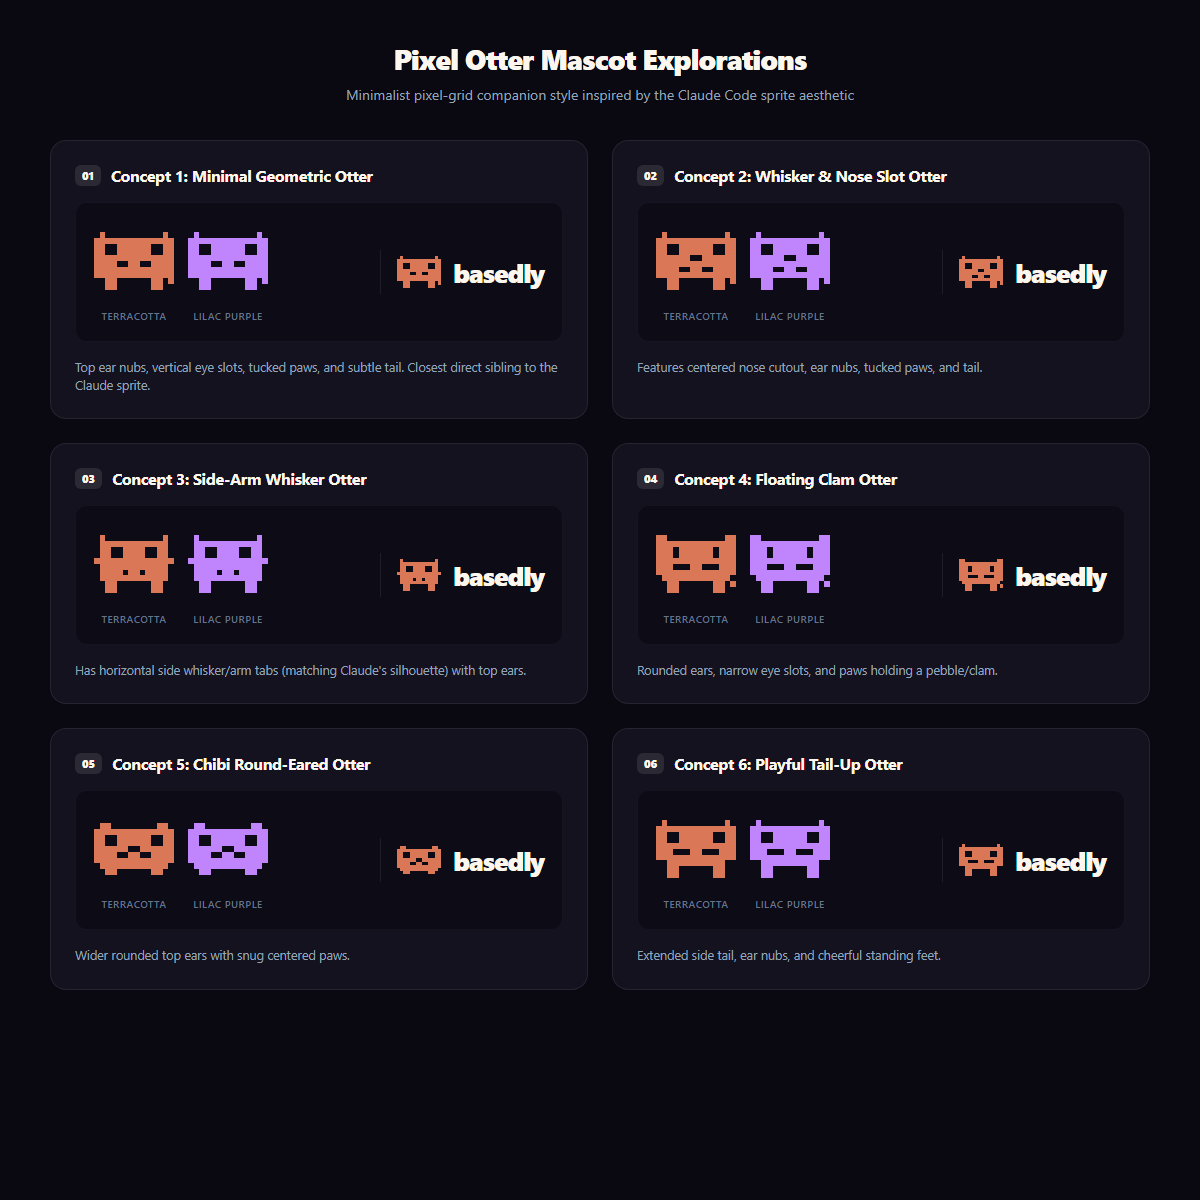 Pixel Otter Mascot Explorations
Minimalist pixel-grid companion style inspired by the Claude Code sprite aesthetic
01 Concept 1: Minimal Geometric Otter
basedly
TERRACOTTA LILAC PURPLE
Top ear nubs, vertical eye slots, tucked paws, and subtle tail. Closest direct sibling to the
Claude sprite.
02 Concept 2: Whisker & Nose Slot Otter
basedly
TERRACOTTA LILAC PURPLE
Features centered nose cutout, ear nubs, tucked paws, and tail.
03 Concept 3: Side-Arm Whisker Otter
basedly
TERRACOTTA LILAC PURPLE
Has horizontal side whisker/arm tabs (matching Claude's silhouette) with top ears.
04 Concept 4: Floating Clam Otter
basedly
TERRACOTTA LILAC PURPLE
Rounded ears, narrow eye slots, and paws holding a pebble/clam.
05 Concept 5: Chibi Round-Eared Otter
basedly
TERRACOTTA LILAC PURPLE
Wider rounded top ears with snug centered paws.
06 Concept 6: Playful Tail-Up Otter
basedly
TERRACOTTA LILAC PURPLE
Extended side tail, ear nubs, and cheerful standing feet.